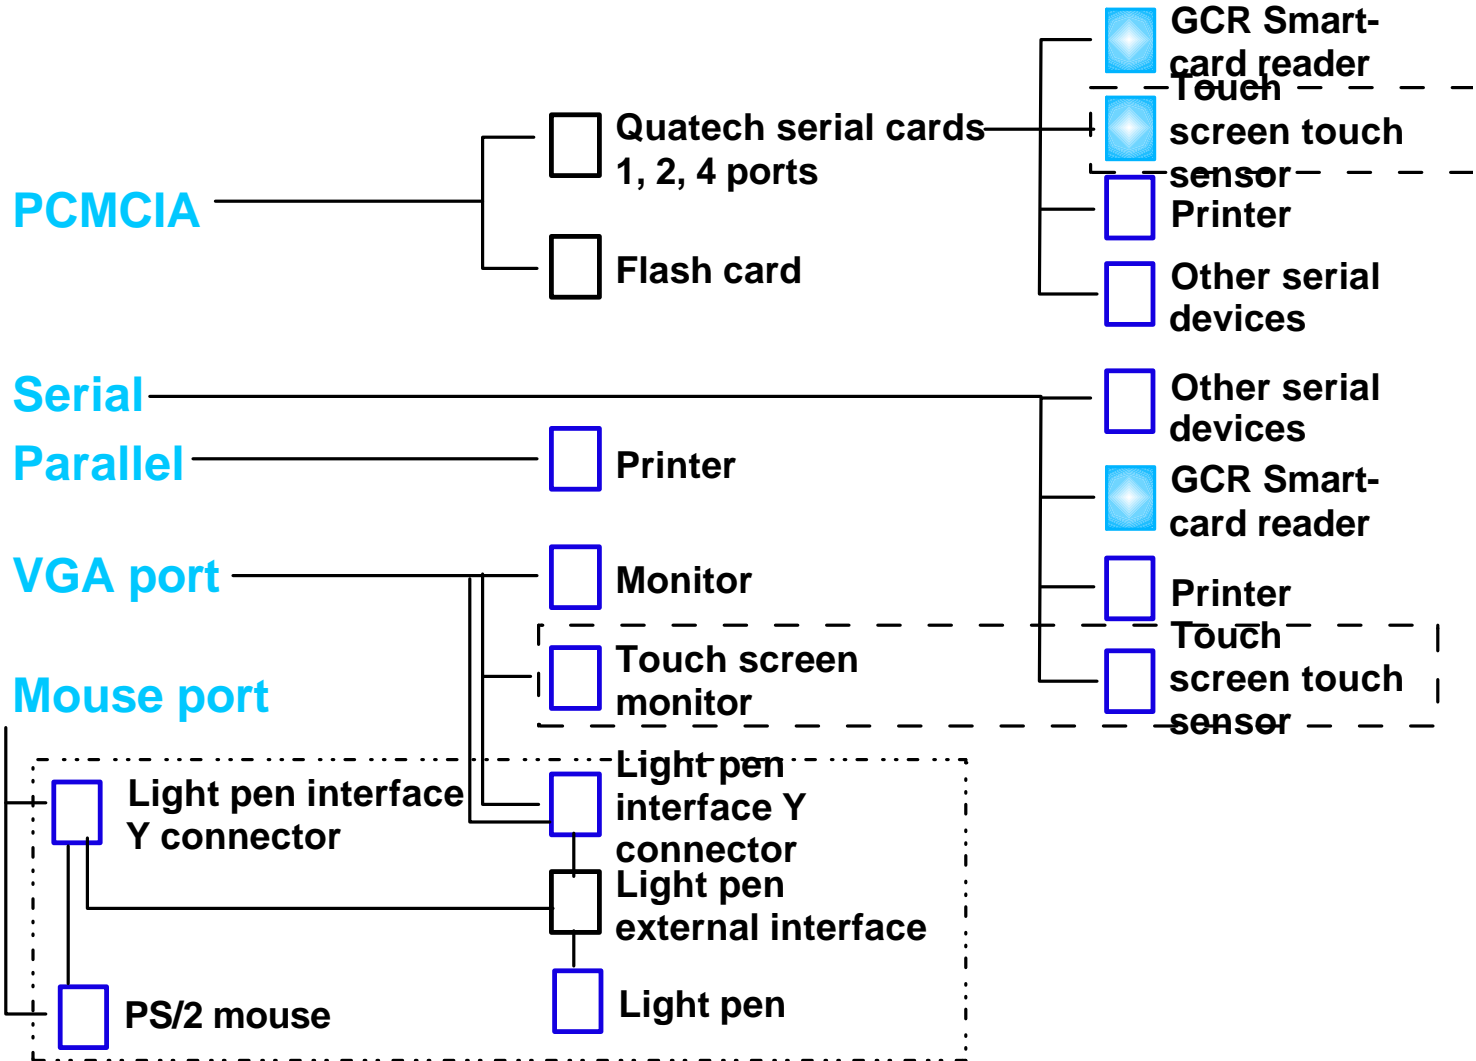 GCR Smart-
card reader
Touch
screen touch
sensor
Quatech serial cards
1, 2, 4 ports
PCMCIA
Printer
Flash card
Other serial
devices
Serial
Other serial
devices
Parallel
Printer
GCR Smart-
card reader
VGA port
Monitor
Printer
Touch screen
monitor
Touch
screen touch
sensor
Mouse port
Light pen interface
Y connector
Light pen
interface Y
connector
Light pen
external interface
PS/2 mouse
Light pen